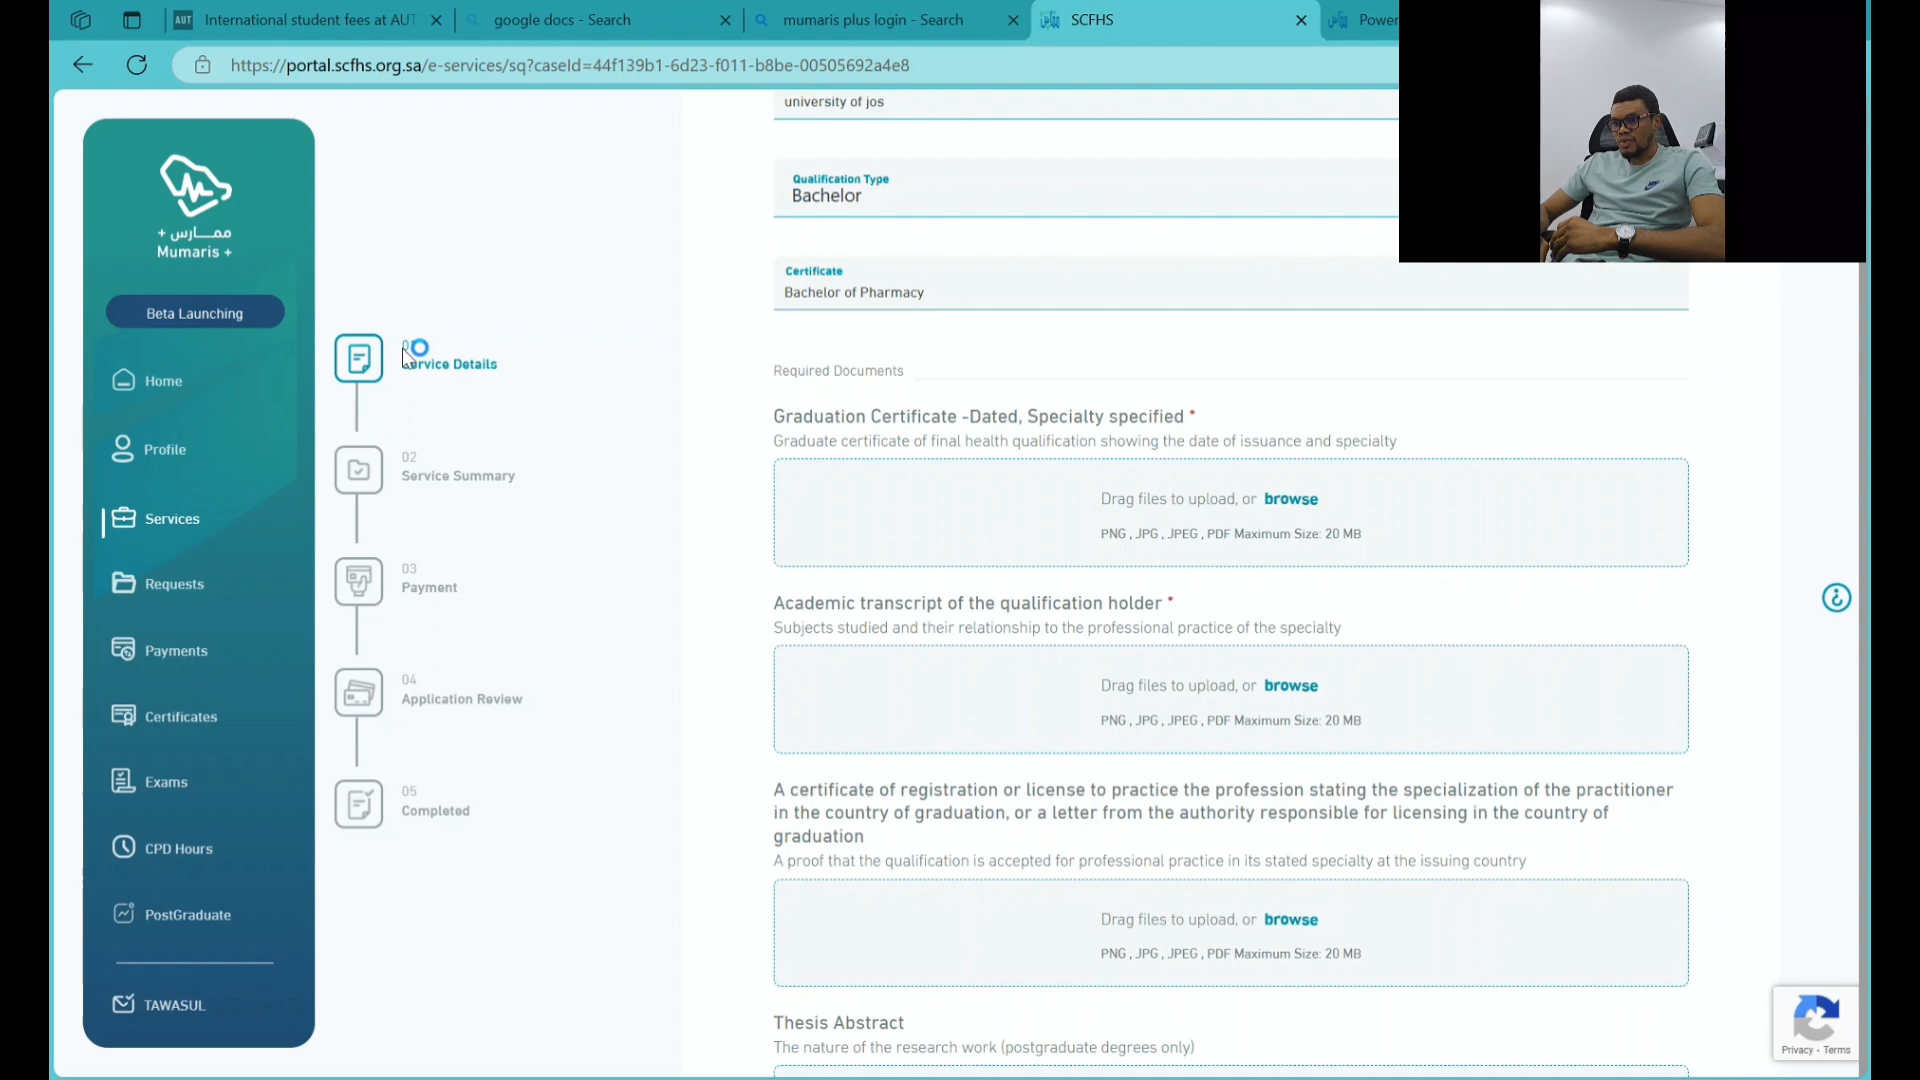 AUT International student fees at AUT
google docs - Search
mumaris plus login - Search
SCFHS
Power
https://portal.scfhs.org.sa/e-services/sq?caseId=44f139b1-6d23-f011-b8be-00505692a4e8
ممارس +
Mumaris +
Beta Launching
Home
Profile
Services
Requests
Payments
Certificates
Exams
CPD Hours
PostGraduate
TAWASUL
Service Details
02
Service Summary
03
Payment
04
Application Review
05
Completed
university of jos
Qualification Type
Bachelor
Certificate
Bachelor of Pharmacy
Required Documents
Graduation Certificate -Dated, Specialty specified *
Graduate certificate of final health qualification showing the date of issuance and specialty
Drag files to upload, or browse
PNG , JPG , JPEG , PDF Maximum Size: 20 MB
Academic transcript of the qualification holder *
Subjects studied and their relationship to the professional practice of the specialty
Drag files to upload, or browse
PNG , JPG , JPEG , PDF Maximum Size: 20 MB
A certificate of registration or license to practice the profession stating the specialization of the practitioner
in the country of graduation, or a letter from the authority responsible for licensing in the country of
graduation
A proof that the qualification is accepted for professional practice in its stated specialty at the issuing country
Drag files to upload, or browse
PNG , JPG , JPEG , PDF Maximum Size: 20 MB
Thesis Abstract
The nature of the research work (postgraduate degrees only)
Privacy - Terms